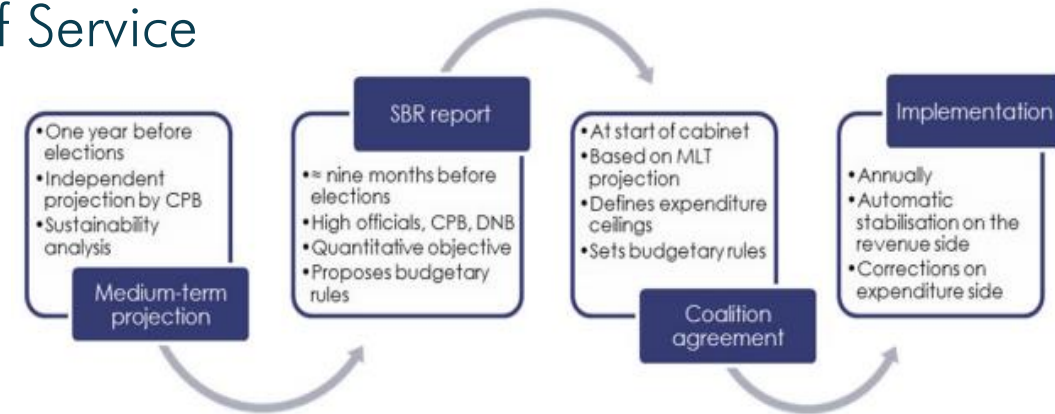 f Service
• One year before
elections
• Independent
projection by CPB
• Sustainability
analysis
Medium-term
projection
SBR report
• ≈ nine months before
elections
• High officials, CPB, DNB
• Quantitative objective
• Proposes budgetary
rules
• At start of cabinet
• Based on MLT
projection
• Defines expenditure
ceilings
• Sets budgetary rules
Coalition
agreement
Implementation
• Annually
• Automatic
stabilisation on the
revenue side
• Corrections on
expenditure side